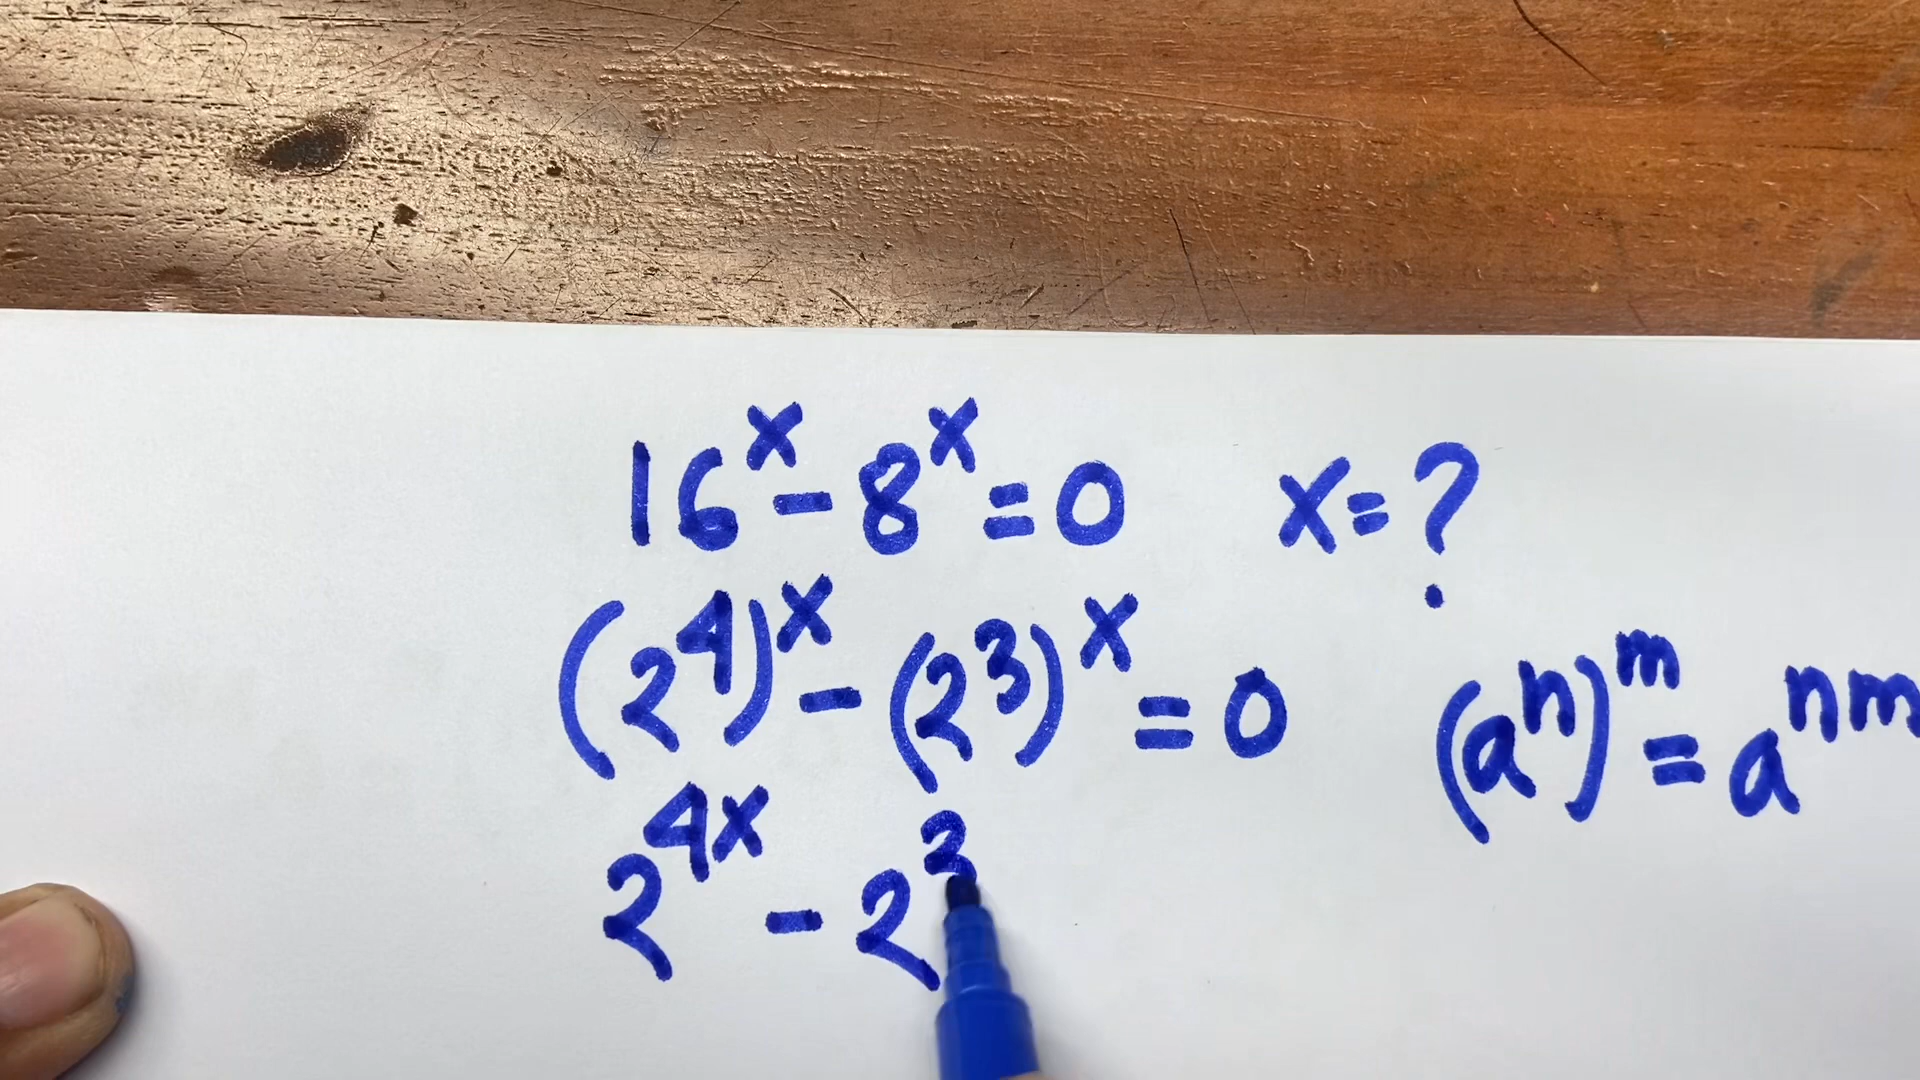 16^x - 8^x = 0 x = ?
(2^4)^x - (2^3)^x = 0 (a^n)^m = a^nm
2^4x - 2^3